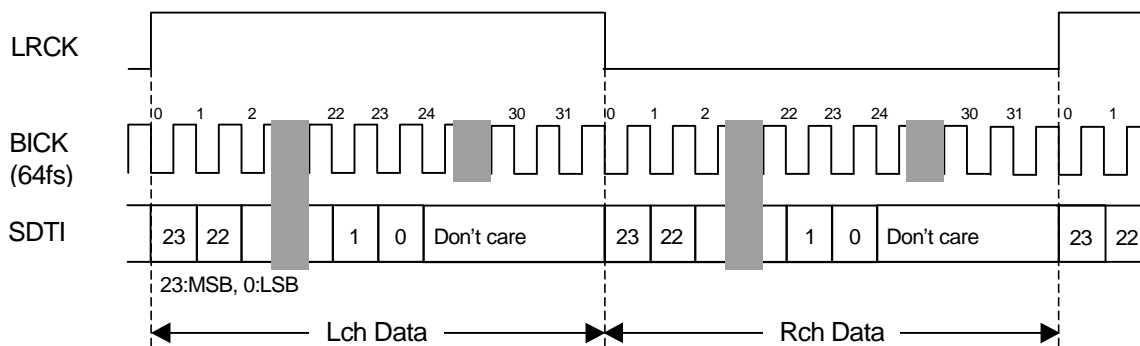 LRCK
0 1 2 22 23 24 30 31 0 1 2 22 23 24 30 31 0 1
BICK
(64fs)
SDTI 23 22 1 0 Don't care 23 22 1 0 Don't care 23 22
23:MSB, 0:LSB
Lch Data Rch Data